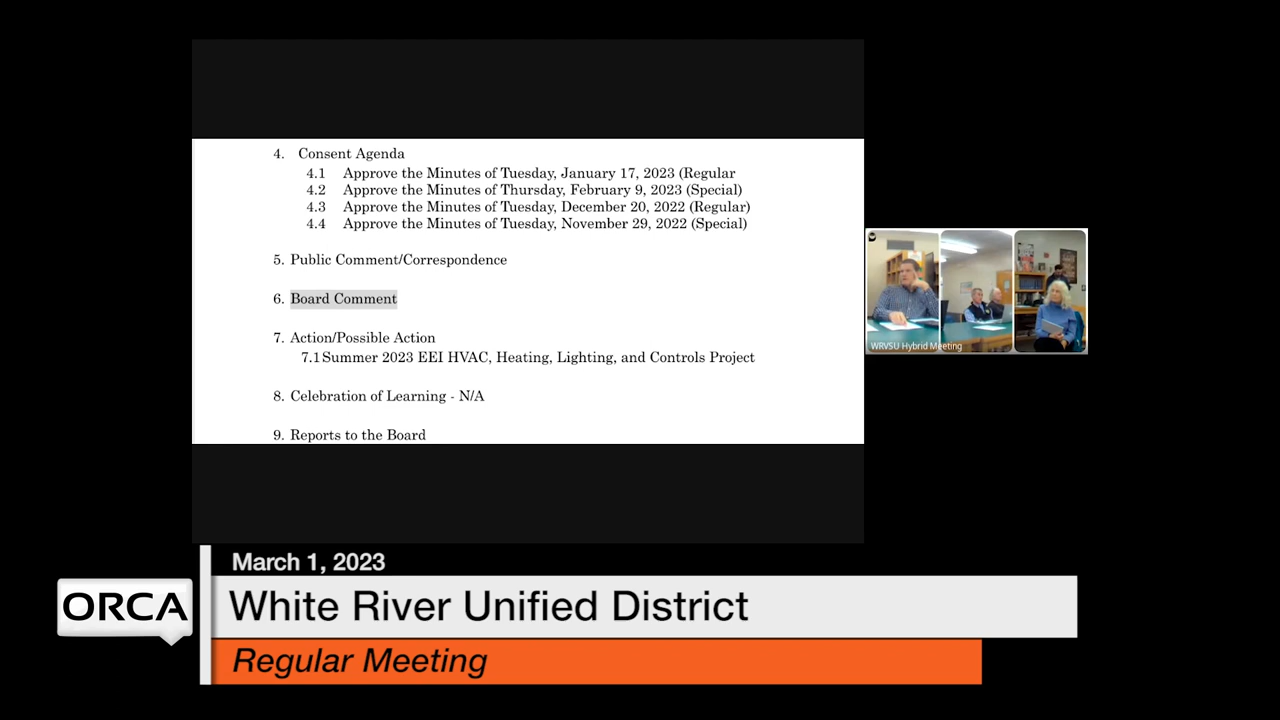 4. Consent Agenda
4.1 Approve the Minutes of Tuesday, January 17, 2023 (Regular
4.2 Approve the Minutes of Thursday, February 9, 2023 (Special)
4.3 Approve the Minutes of Tuesday, December 20, 2022 (Regular)
4.4 Approve the Minutes of Tuesday, November 29, 2022 (Special)
5. Public Comment/Correspondence
6. Board Comment
7. Action/Possible Action
7.1 Summer 2023 EEI HVAC, Heating, Lighting, and Controls Project
8. Celebration of Learning - N/A
9. Reports to the Board
WRVSU Hybrid Meeting
March 1, 2023
ORCA
White River Unified District
Regular Meeting